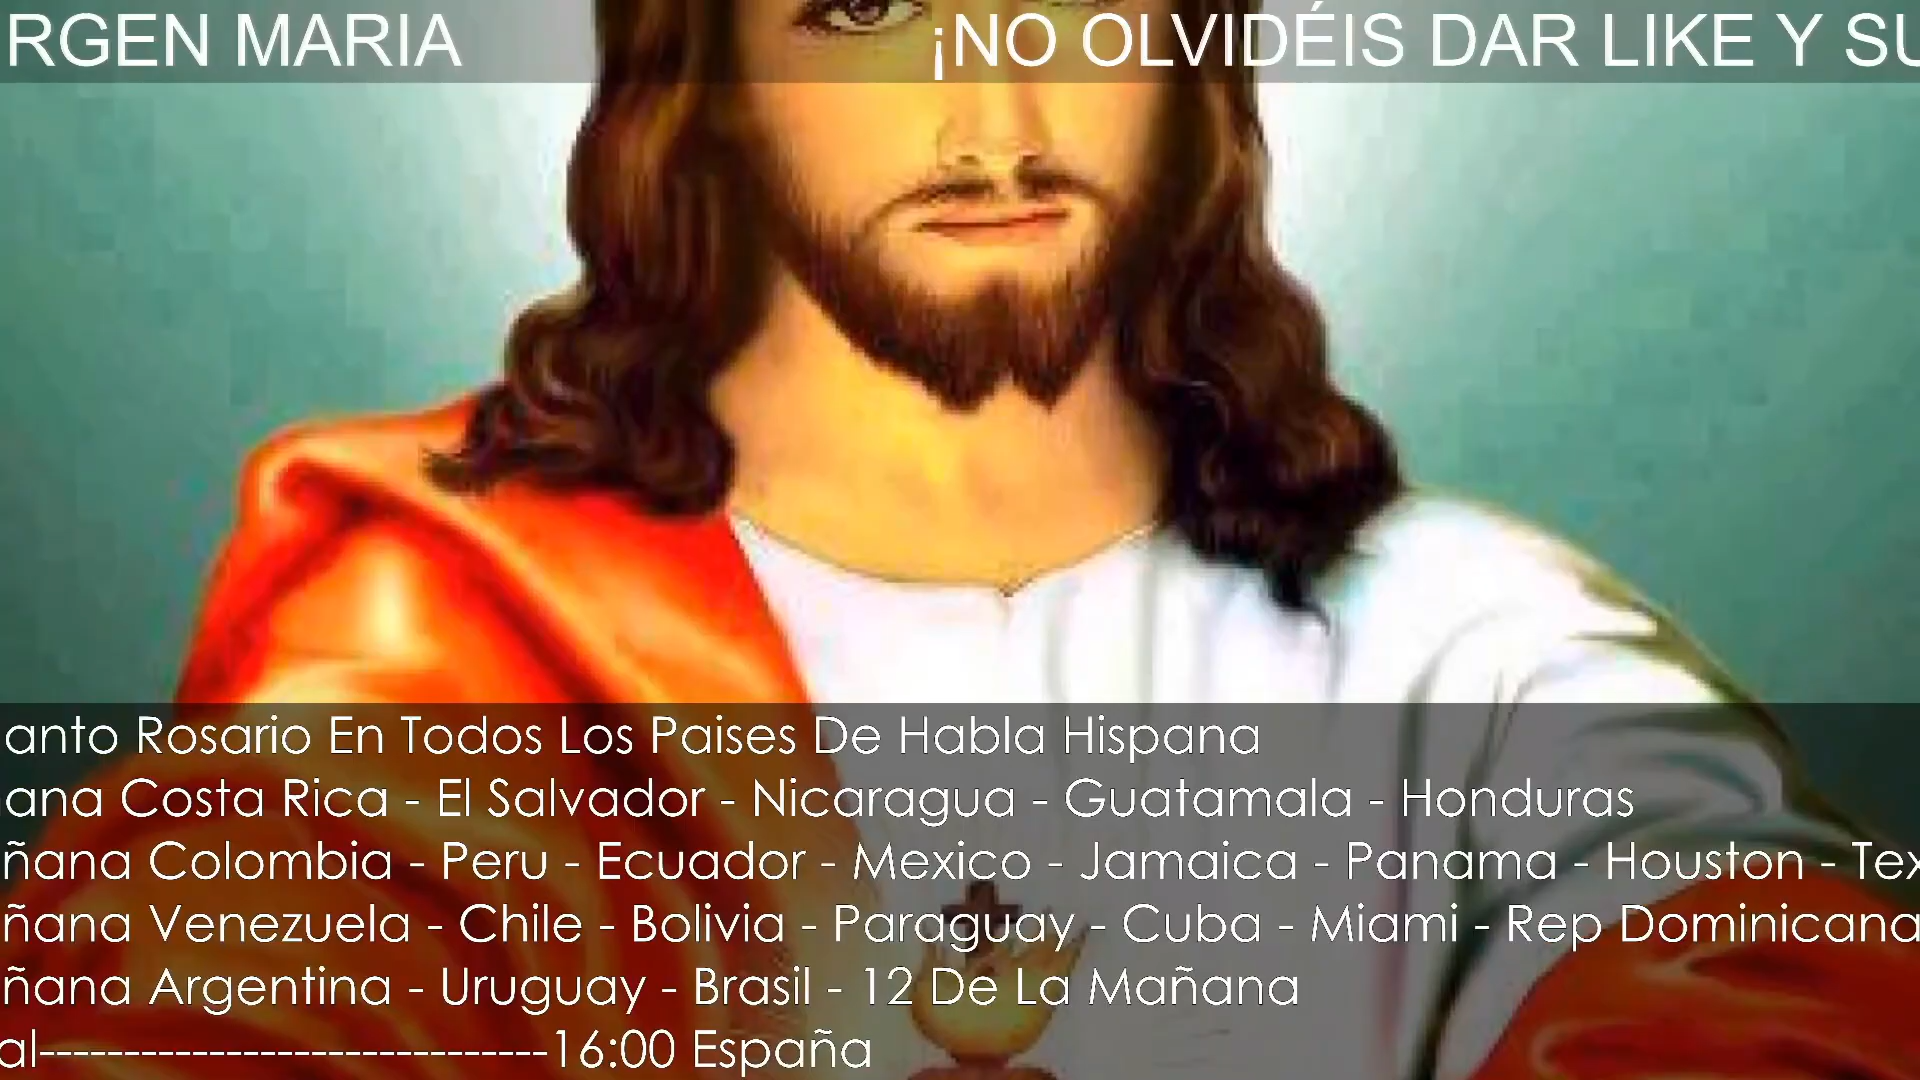 RGEN MARIA ¡NO OLVIDÉIS DAR LIKE Y SU
anto Rosario En Todos Los Paises De Habla Hispana
ana Costa Rica - El Salvador - Nicaragua - Guatamala - Honduras
ñana Colombia - Peru - Ecuador - Mexico - Jamaica - Panama - Houston - Tex
ñana Venezuela - Chile - Bolivia - Paraguay - Cuba - Miami - Rep Dominicana
ñana Argentina - Uruguay - Brasil - 12 De La Mañana
al-------------------------------16:00 España